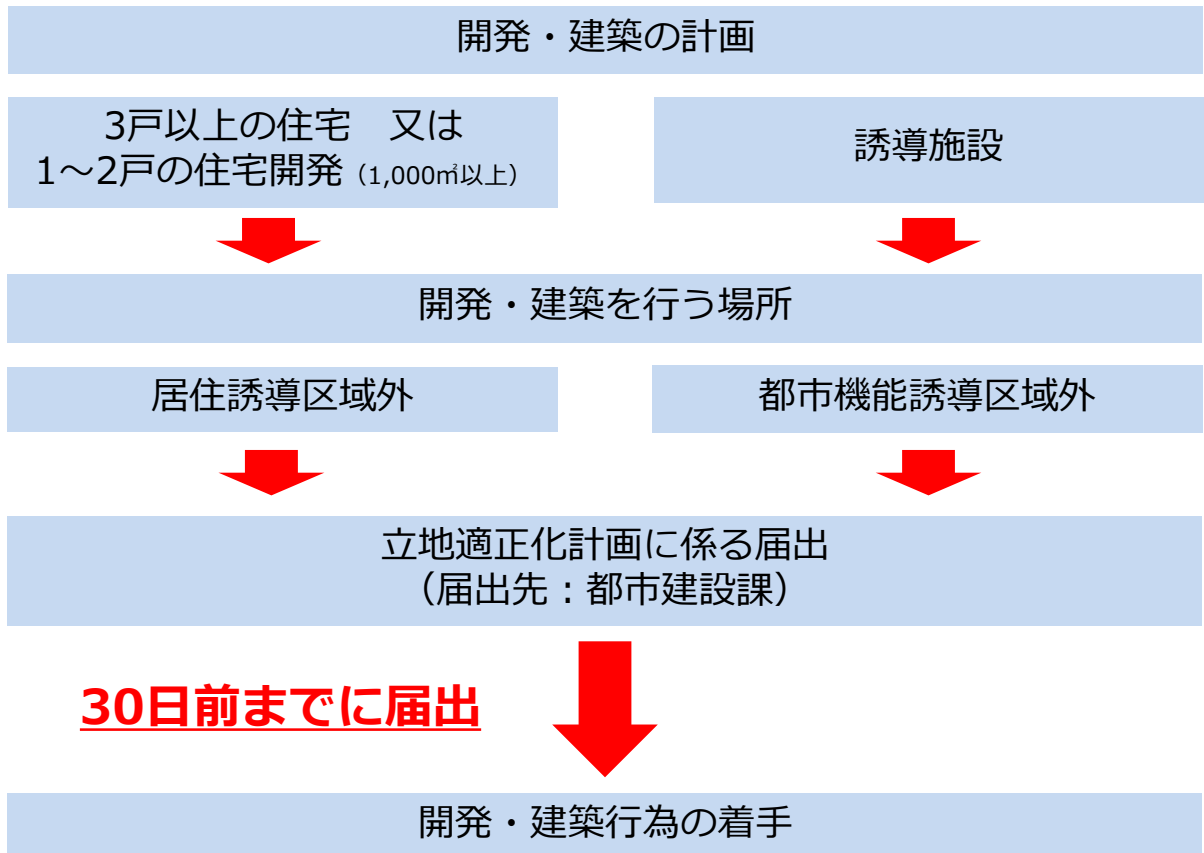 開発・建築の計画
3戸以上の住宅　又は
1～2戸の住宅開発（1,000㎡以上）
誘導施設
開発・建築を行う場所
居住誘導区域外
都市機能誘導区域外
立地適正化計画に係る届出
（届出先：都市建設課）
30日前までに届出
開発・建築行為の着手